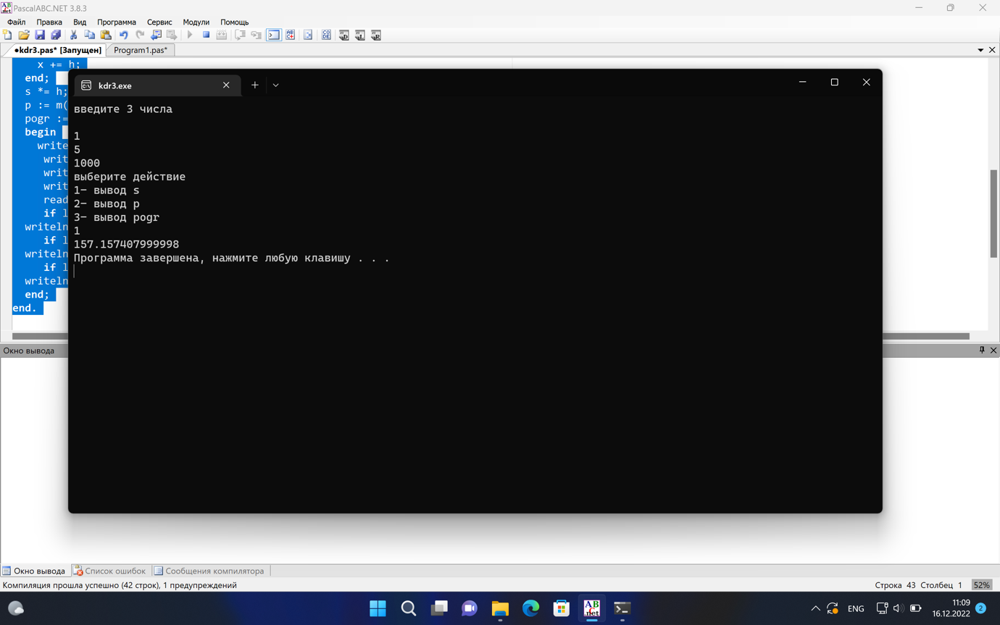 PascalABC.NET 3.8.3
Файл Правка Вид Программа Сервис Модули Помощь
•kdr3.pas* [Запущен] Program1.pas*
x += h;
end;
s *= h;
p := m(
pogr :=
begin
write
writ
writ
writ
read
if l
writeln
if l
writeln
if l
writeln
end;
end.
kdr3.exe
введите 3 числа
1
5
1000
выберите действие
1- вывод s
2- вывод p
3- вывод pogr
1
157.157407999998
Программа завершена, нажмите любую клавишу . . .
Окно вывода
Окно вывода Список ошибок Сообщения компилятора
Компиляция прошла успешно (42 строк), 1 предупреждений Строка 43 Столбец 1 52%
ENG 11:09 2
16.12.2022